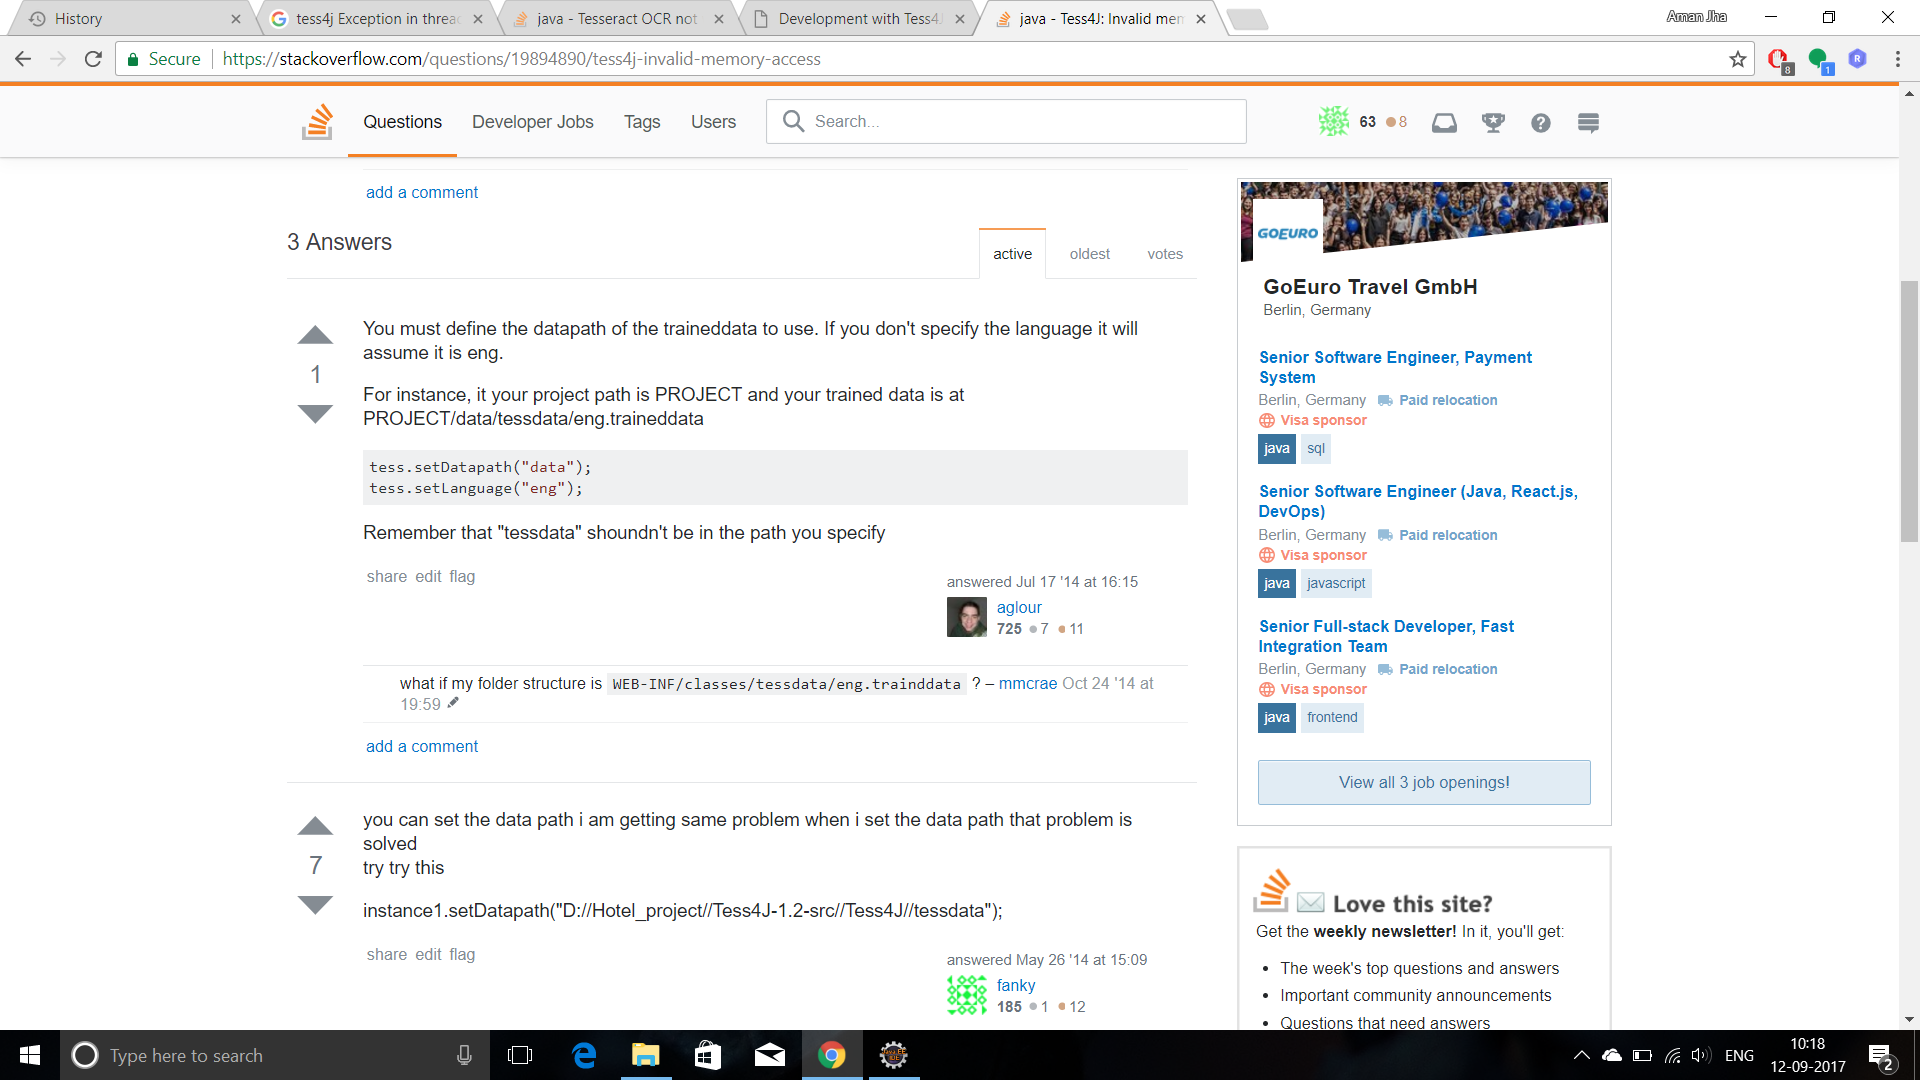 History
tess4j Exception in threac
java - Tesseract OCR not
Development with Tess4J
java - Tess4J: Invalid mem
Aman Jha
Secure
https://stackoverflow.com/questions/19894890/tess4j-invalid-memory-access
8
1
R
Questions
Developer Jobs
Tags
Users
Search...
63 8
add a comment
3 Answers
active
oldest
votes
You must define the datapath of the traineddata to use. If you don't specify the language it will
assume it is eng.
1
For instance, it your project path is PROJECT and your trained data is at
PROJECT/data/tessdata/eng.traineddata
tess.setDatapath("data");
tess.setLanguage("eng");
Remember that "tessdata" shoundn't be in the path you specify
share edit flag
answered Jul 17 '14 at 16:15
aglour
725 7 11
what if my folder structure is WEB-INF/classes/tessdata/eng.trainddata ? – mmcrae Oct 24 '14 at
19:59
add a comment
you can set the data path i am getting same problem when i set the data path that problem is
solved
7
try try this
instance1.setDatapath("D://Hotel_project//Tess4J-1.2-src//Tess4J//tessdata");
share edit flag
answered May 26 '14 at 15:09
fanky
185 1 12
GOEURO
GoEuro Travel GmbH
Berlin, Germany
Senior Software Engineer, Payment
System
Berlin, Germany Paid relocation
Visa sponsor
java sql
Senior Software Engineer (Java, React.js,
DevOps)
Berlin, Germany Paid relocation
Visa sponsor
java javascript
Senior Full-stack Developer, Fast
Integration Team
Berlin, Germany Paid relocation
Visa sponsor
java frontend
View all 3 job openings!
Love this site?
Get the weekly newsletter! In it, you'll get:
• The week's top questions and answers
• Important community announcements
• Questions that need answers
Type here to search
ENG
10:18
12-09-2017
2